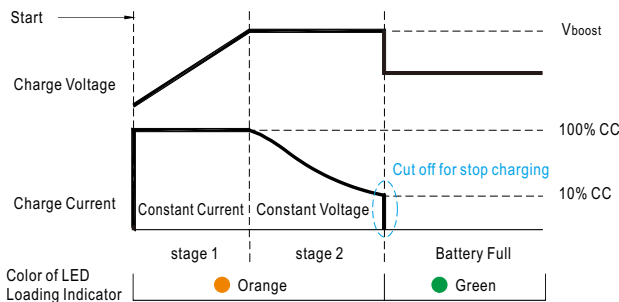 Start
Vboost
Charge Voltage
100% CC
Cut off for stop charging
10% CC
Charge Current
Constant Current
Constant Voltage
stage 1
stage 2
Battery Full
Color of LED
Loading Indicator
Orange
Green